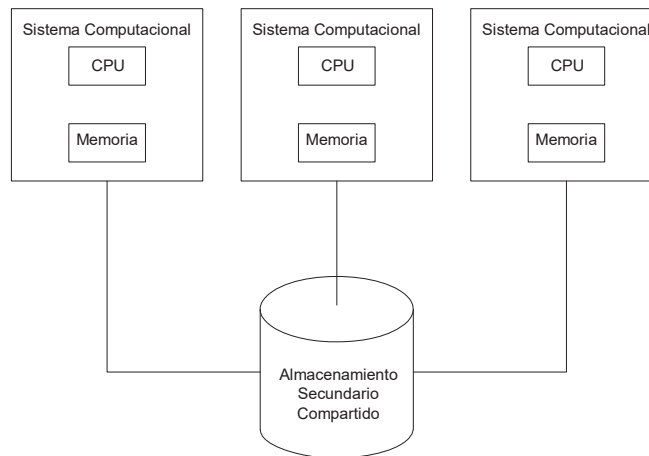 Sistema Computacional
CPU
Memoria
Sistema Computacional
CPU
Memoria
Sistema Computacional
CPU
Memoria
Almacenamiento
Secundario
Compartido